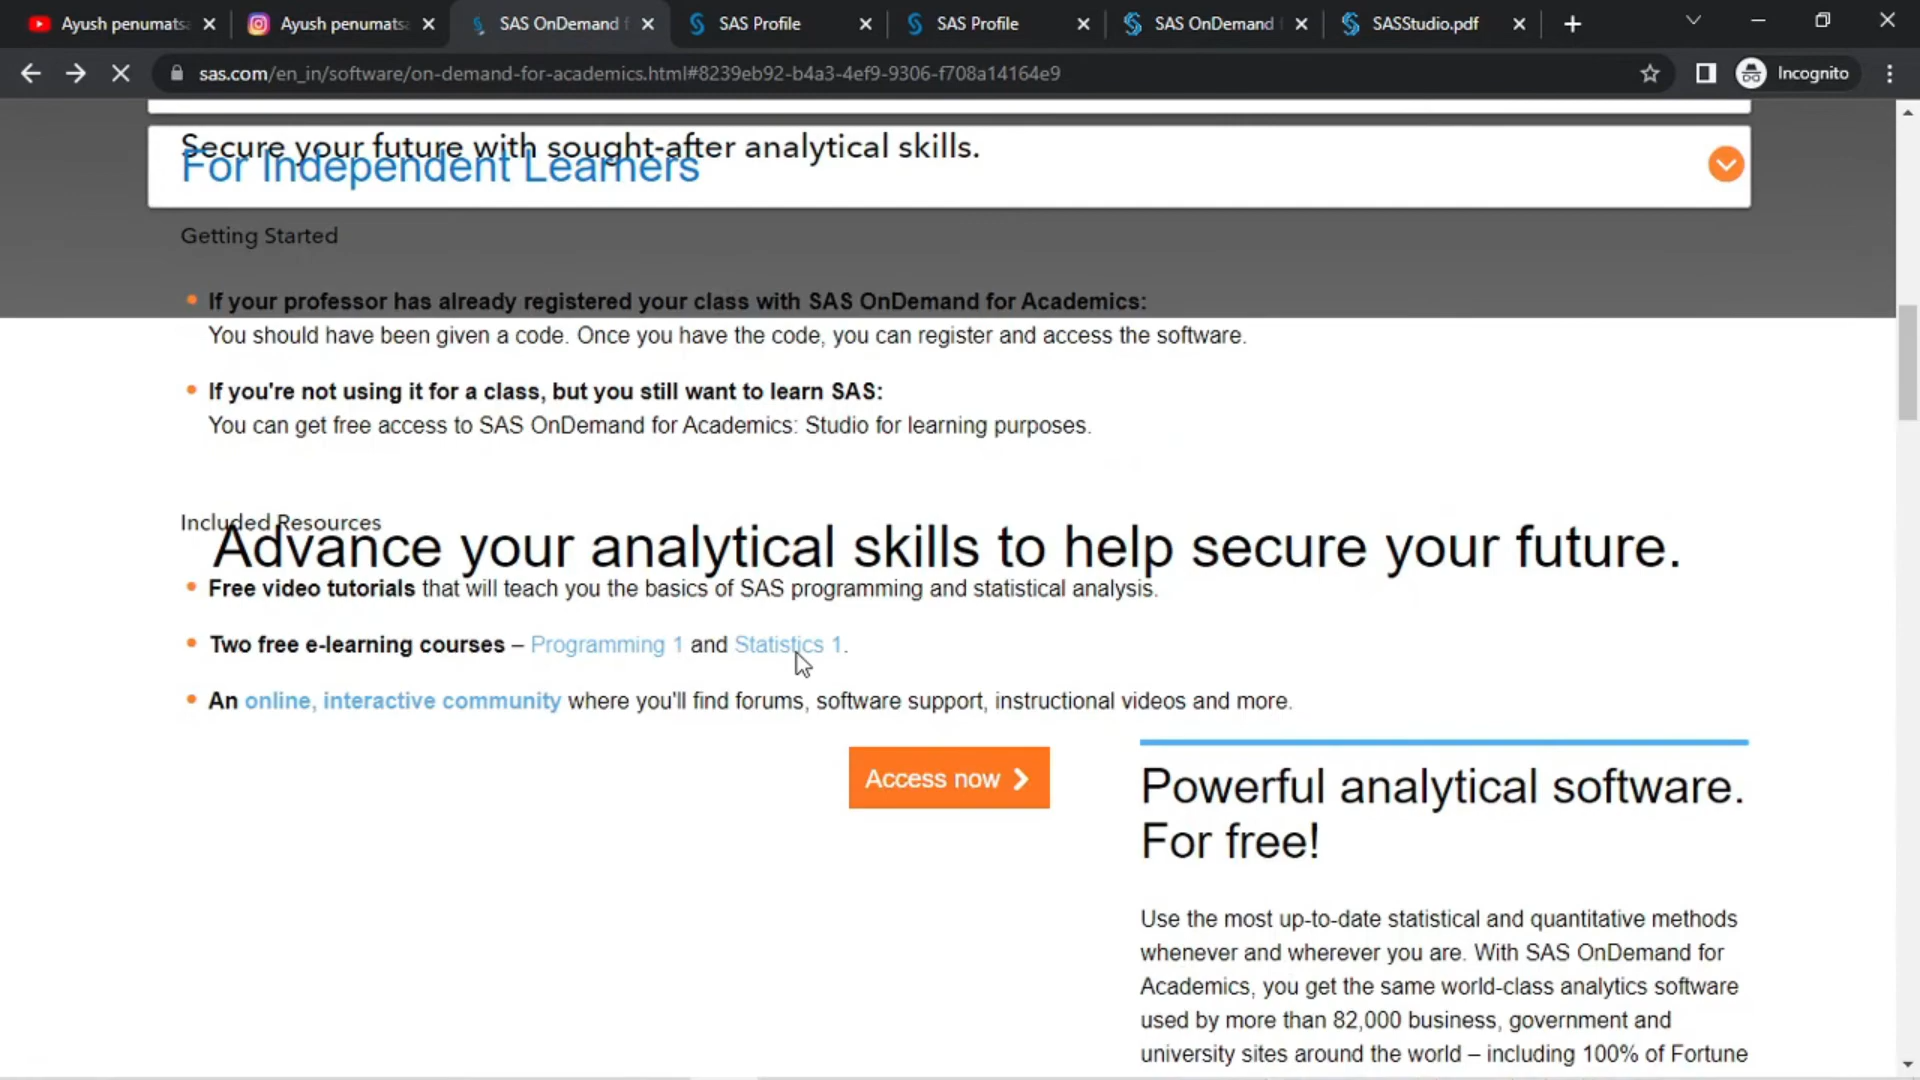 Ayush penumats
Ayush penumats
SAS OnDemand f
SAS Profile
SAS Profile
SAS OnDemand
SASStudio.pdf
sas.com/en_in/software/on-demand-for-academics.html#8239eb92-b4a3-4ef9-9306-f708a14164e9
Incognito
Secure your future with sought-after analytical skills.
For Independent Learners
Getting Started
If your professor has already registered your class with SAS OnDemand for Academics:
You should have been given a code. Once you have the code, you can register and access the software.
If you're not using it for a class, but you still want to learn SAS:
You can get free access to SAS OnDemand for Academics: Studio for learning purposes.
Included Resources
Advance your analytical skills to help secure your future.
Free video tutorials that will teach you the basics of SAS programming and statistical analysis.
Two free e-learning courses – Programming 1 and Statistics 1.
An online, interactive community where you'll find forums, software support, instructional videos and more.
Access now
Powerful analytical software.
For free!
Use the most up-to-date statistical and quantitative methods
whenever and wherever you are. With SAS OnDemand for
Academics, you get the same world-class analytics software
used by more than 82,000 business, government and
university sites around the world – including 100% of Fortune